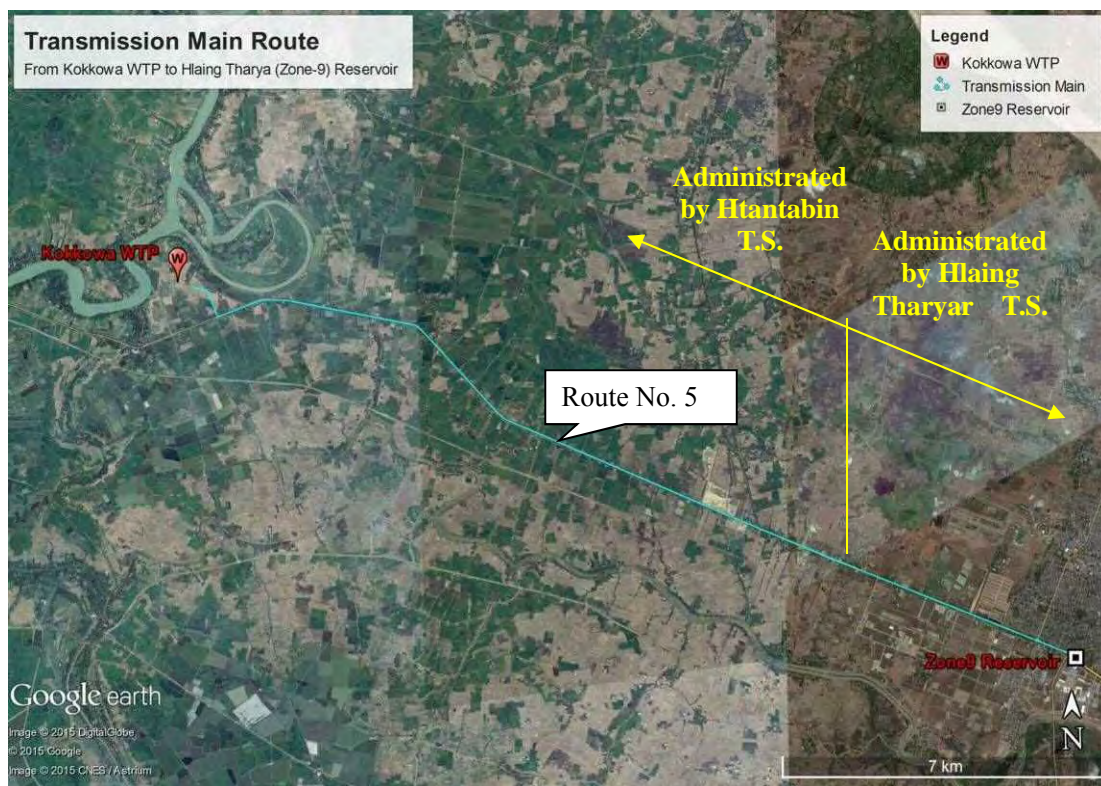 Transmission Main Route
From Kokkowa WTP to Hlaing Tharya (Zone-9) Reservoir
Legend
W Kokkowa WTP
Transmission Main
Zone9 Reservoir
Administrated
by Htantabin
T.S.
Administrated
by Hlaing
Tharyar T.S.
Kokkowa WTP
W
Route No. 5
Zone9 Reservoir
Google earth
Image © 2015 DigitalGlobe
© 2015 Google
Image © 2015 CNES / Astrium
N
7 km